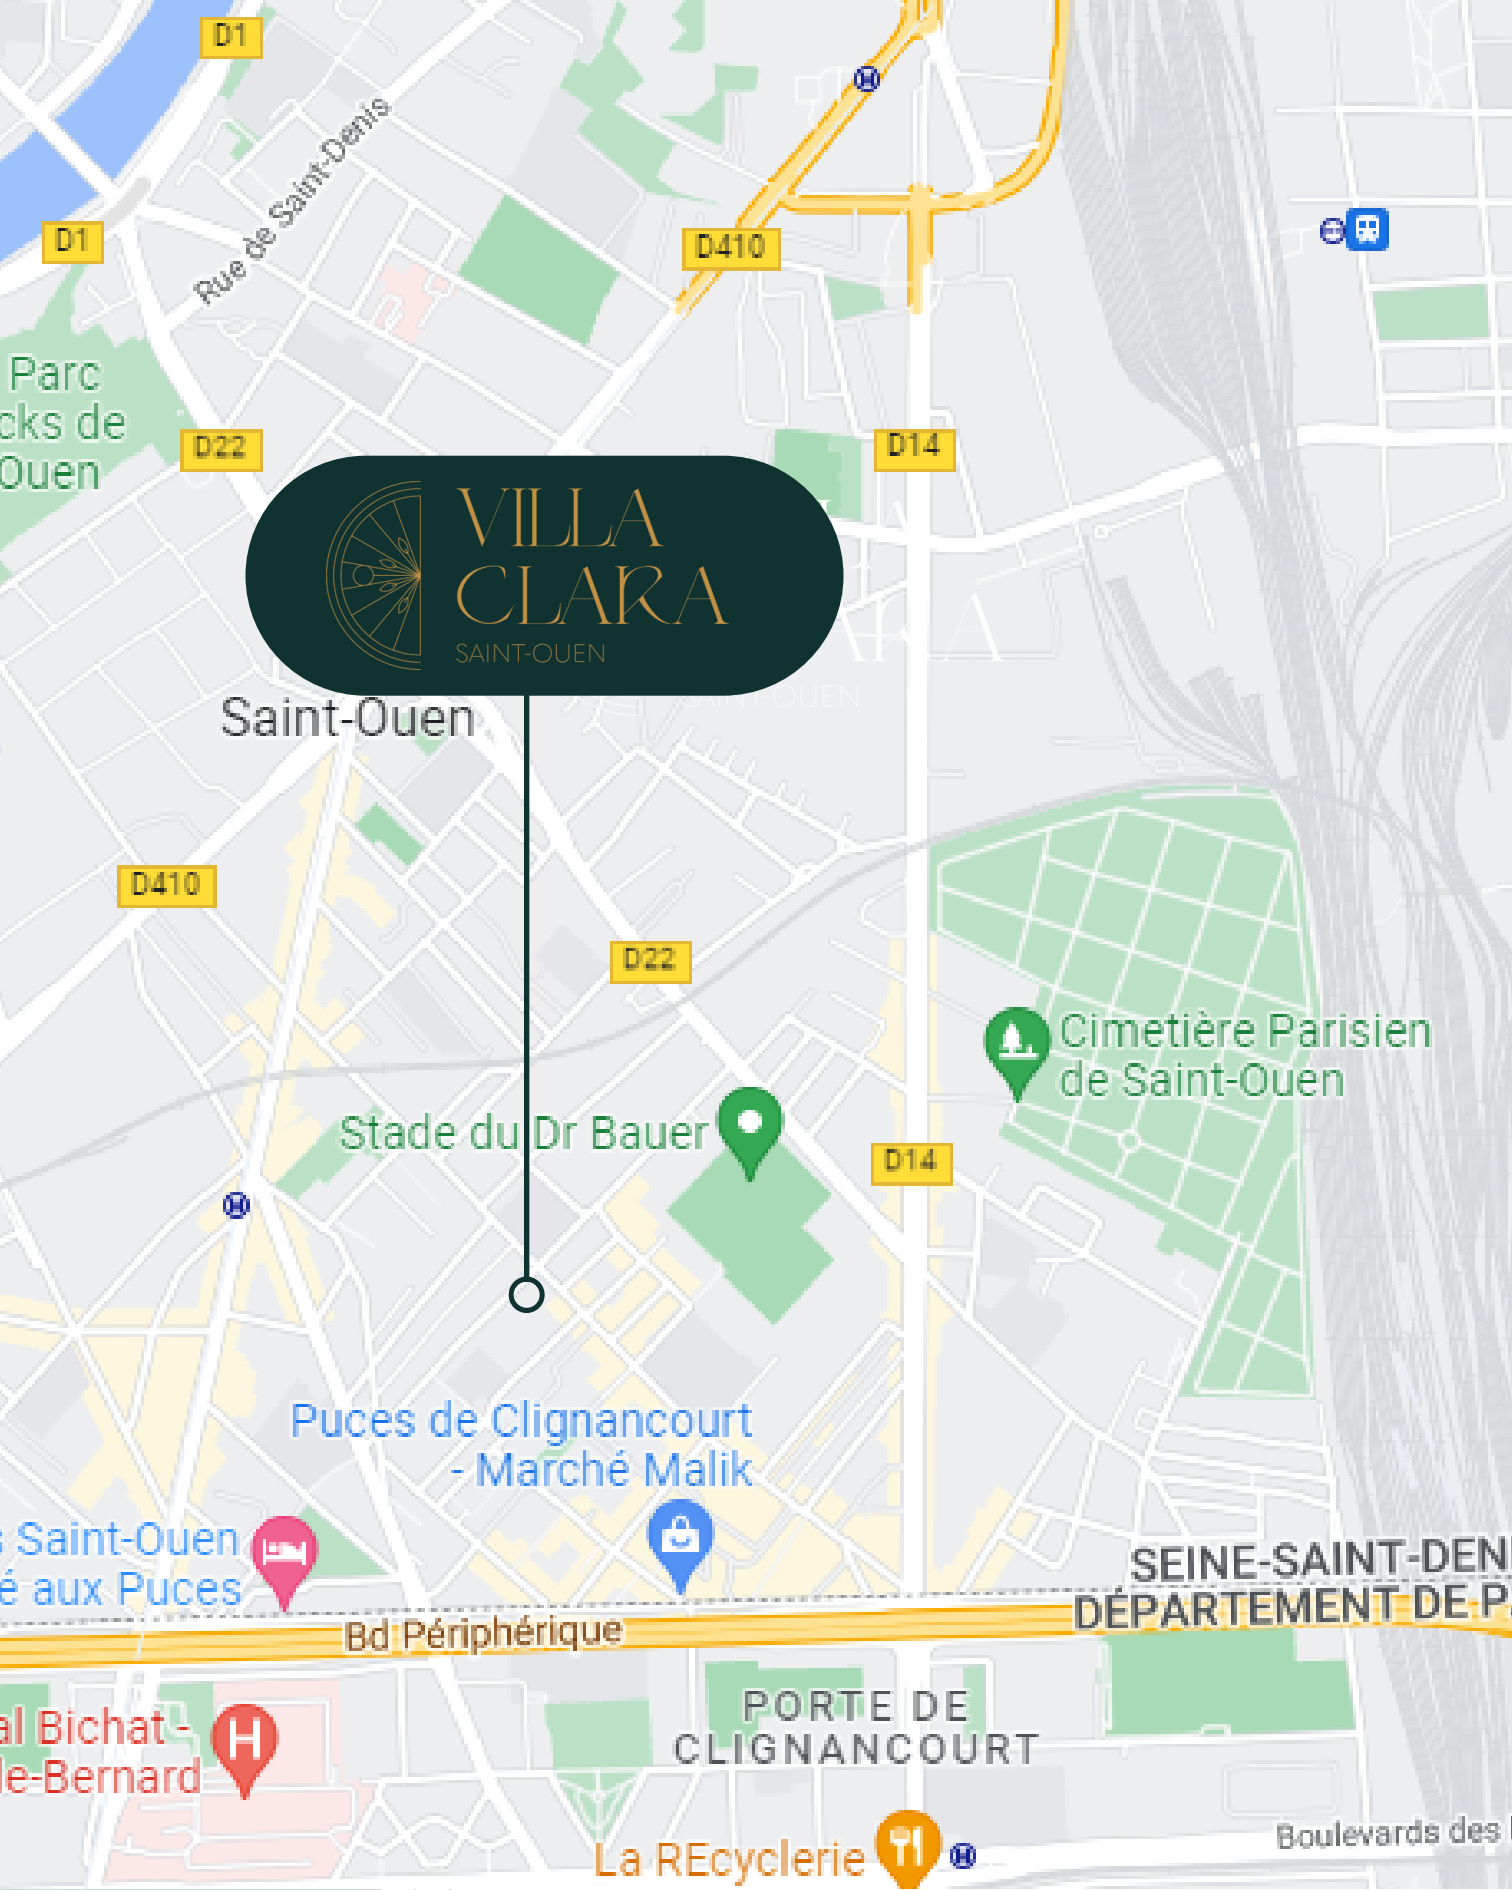 D1
Rue de Saint-Denis
D1
D410
Parc
cks de
Ouen
D22
D14
VILLA
CLARA
SAINT-OUEN
Saint-Ouen
D410
D22
Cimetière Parisien
de Saint-Ouen
Stade du Dr Bauer
D14
Puces de Clignancourt
- Marché Malik
s Saint-Ouen
é aux Puces
SEINE-SAINT-DEN
DÉPARTEMENT DE P
Bd Périphérique
PORTE DE
CLIGNANCOURT
al Bichat -
de-Bernard
H
La REcyclerie
Boulevards des